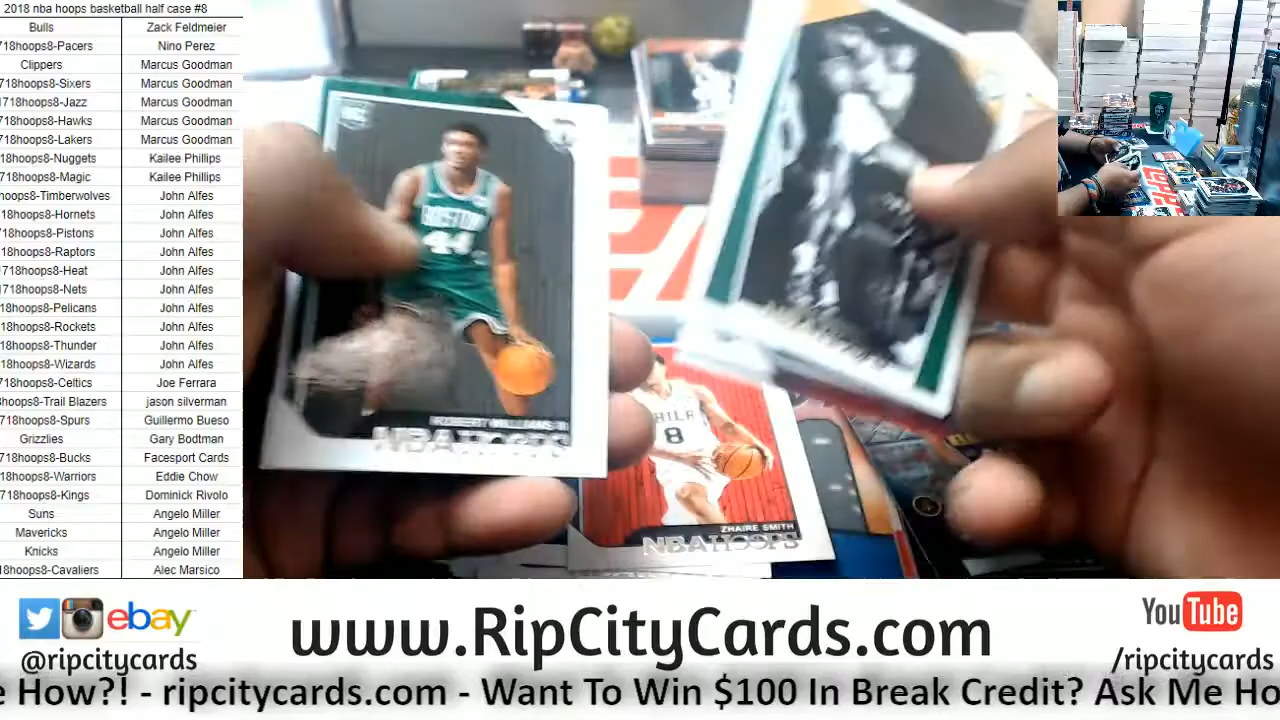 2018 nba hoops basketball half case #8
Bulls Zack Feldmeier
718hoops8-Pacers Nino Perez
Clippers Marcus Goodman
718hoops8-Sixers Marcus Goodman
718hoops8-Jazz Marcus Goodman
718hoops8-Hawks Marcus Goodman
718hoops8-Lakers Marcus Goodman
18hoops8-Nuggets Kailee Phillips
718hoops8-Magic Kailee Phillips
hoops8-Timberwolves John Alfes
18hoops8-Hornets John Alfes
718hoops8-Pistons John Alfes
18hoops8-Raptors John Alfes
718hoops8-Heat John Alfes
718hoops8-Nets John Alfes
18hoops8-Pelicans John Alfes
18hoops8-Rockets John Alfes
18hoops8-Thunder John Alfes
18hoops8-Wizards John Alfes
718hoops8-Celtics Joe Ferrara
hoops8-Trail Blazers jason silverman
718hoops8-Spurs Guillermo Bueso
Grizzlies Gary Bodtman
718hoops8-Bucks Facesport Cards
18hoops8-Warriors Eddie Chow
718hoops8-Kings Dominick Rivolo
Suns Angelo Miller
Mavericks Angelo Miller
Knicks Angelo Miller
18hoops8-Cavaliers Alec Marsico
BOSTON
44
ROBERT WILLIAMS III
NBA HOOPS
PHILA
8
ZHAIRE SMITH
NBA HOOPS
ebay
@ripcitycards
www.RipCityCards.com
YouTube
/ripcitycards
e How?! - ripcitycards.com - Want To Win $100 In Break Credit? Ask Me Ho